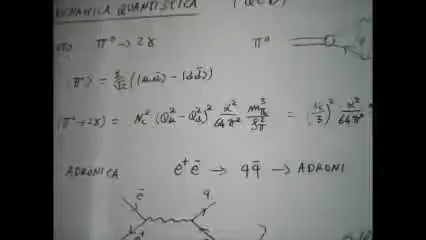 MECCANICA QUANTISTICA (QCD)
π⁰ → 2γ π⁰
π⁰⟩ = 1/√2 (|uū⟩ - |dd̄⟩)
(π⁰→2γ) = N_c² (Q_u² - Q_d²)² α²/64π³ m_π³/f_π² = (N_c/3)² α²/64π³
ADRONICA e⁺e⁻ → qq̄ → ADRONI
e⁻ q
e⁺